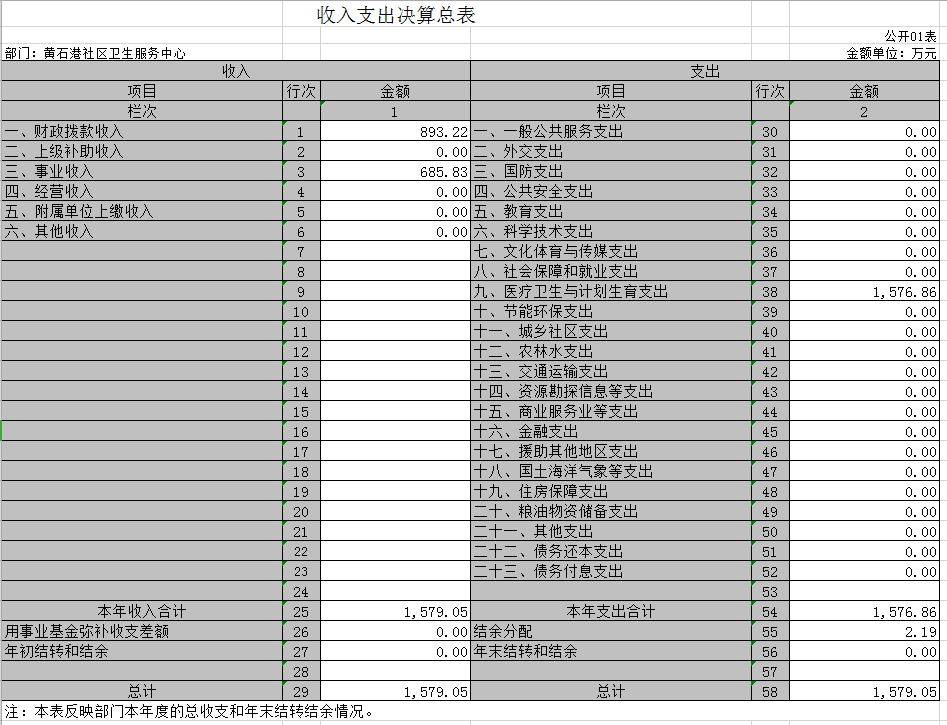 收入支出决算总表
公开01表
部门：黄石港社区卫生服务中心 金额单位：万元
收入 支出
项目 行次 金额 项目 行次 金额
栏次 1 栏次 2
一、财政拨款收入 1 893.22 一、一般公共服务支出 30 0.00
二、上级补助收入 2 0.00 二、外交支出 31 0.00
三、事业收入 3 685.83 三、国防支出 32 0.00
四、经营收入 4 0.00 四、公共安全支出 33 0.00
五、附属单位上缴收入 5 0.00 五、教育支出 34 0.00
六、其他收入 6 0.00 六、科学技术支出 35 0.00
7 七、文化体育与传媒支出 36 0.00
8 八、社会保障和就业支出 37 0.00
9 九、医疗卫生与计划生育支出 38 1,576.86
10 十、节能环保支出 39 0.00
11 十一、城乡社区支出 40 0.00
12 十二、农林水支出 41 0.00
13 十三、交通运输支出 42 0.00
14 十四、资源勘探信息等支出 43 0.00
15 十五、商业服务业等支出 44 0.00
16 十六、金融支出 45 0.00
17 十七、援助其他地区支出 46 0.00
18 十八、国土海洋气象等支出 47 0.00
19 十九、住房保障支出 48 0.00
20 二十、粮油物资储备支出 49 0.00
21 二十一、其他支出 50 0.00
22 二十二、债务还本支出 51 0.00
23 二十三、债务付息支出 52 0.00
24 53
本年收入合计 25 1,579.05 本年支出合计 54 1,576.86
用事业基金弥补收支差额 26 0.00 结余分配 55 2.19
年初结转和结余 27 0.00 年末结转和结余 56 0.00
28 57
总计 29 1,579.05 总计 58 1,579.05
注：本表反映部门本年度的总收支和年末结转结余情况。